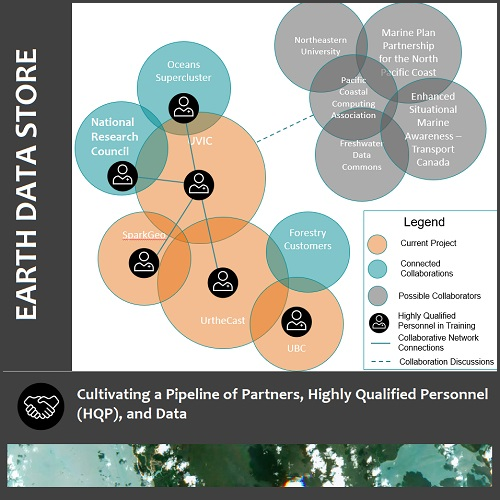 EARTH DATA STORE
Oceans
Supercluster
National
Research
Council
UVIC
SparkGeo
UrtheCast
UBC
Forestry
Customers
Northeastern
University
Marine Plan
Partnership
for the North
Pacific Coast
Pacific
Coastal
Computing
Association
Enhanced
Situational
Marine
Awareness –
Transport
Canada
Freshwater
Data
Commons
Legend
Current Project
Connected
Collaborations
Possible Collaborators
Highly Qualified
Personnel in Training
Collaborative Network
Connections
Collaboration Discussions
Cultivating a Pipeline of Partners, Highly Qualified Personnel
(HQP), and Data